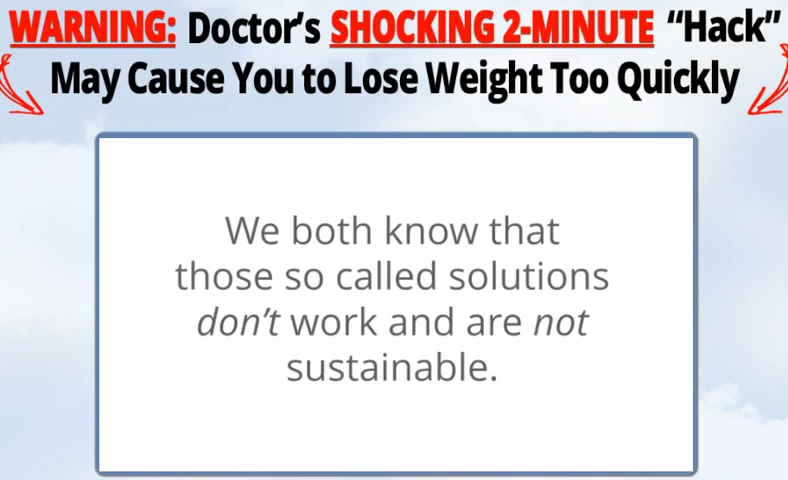 WARNING: Doctor's SHOCKING 2-MINUTE “Hack”
May Cause You to Lose Weight Too Quickly
We both know that
those so called solutions
don't work and are not
sustainable.